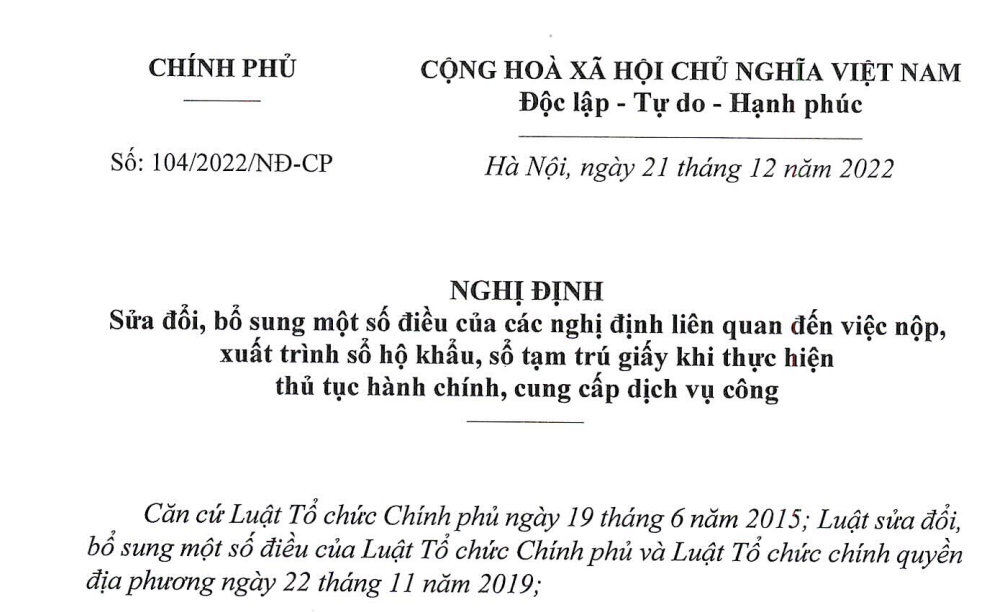 CHÍNH PHỦ
CỘNG HOÀ XÃ HỘI CHỦ NGHĨA VIỆT NAM
Độc lập - Tự do - Hạnh phúc
Số: 104/2022/NĐ-CP
Hà Nội, ngày 21 tháng 12 năm 2022
NGHỊ ĐỊNH
Sửa đổi, bổ sung một số điều của các nghị định liên quan đến việc nộp,
xuất trình sổ hộ khẩu, sổ tạm trú giấy khi thực hiện
thủ tục hành chính, cung cấp dịch vụ công
Căn cứ Luật Tổ chức Chính phủ ngày 19 tháng 6 năm 2015; Luật sửa đổi,
bổ sung một số điều của Luật Tổ chức Chính phủ và Luật Tổ chức chính quyền
địa phương ngày 22 tháng 11 năm 2019;